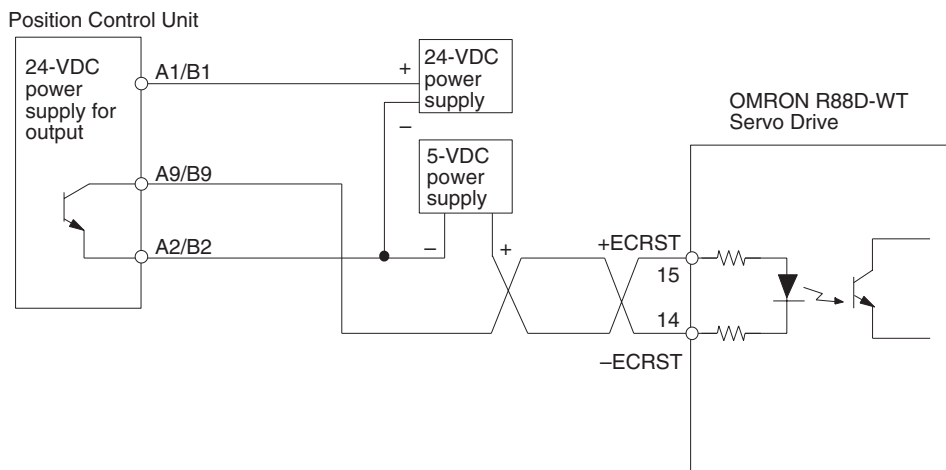 Position Control Unit
24-VDC
power
supply for
output
A1/B1
+
24-VDC
power
supply
–
OMRON R88D-WT
Servo Drive
A9/B9
5-VDC
power
supply
A2/B2
–
+
+ECRST
15
14
–ECRST